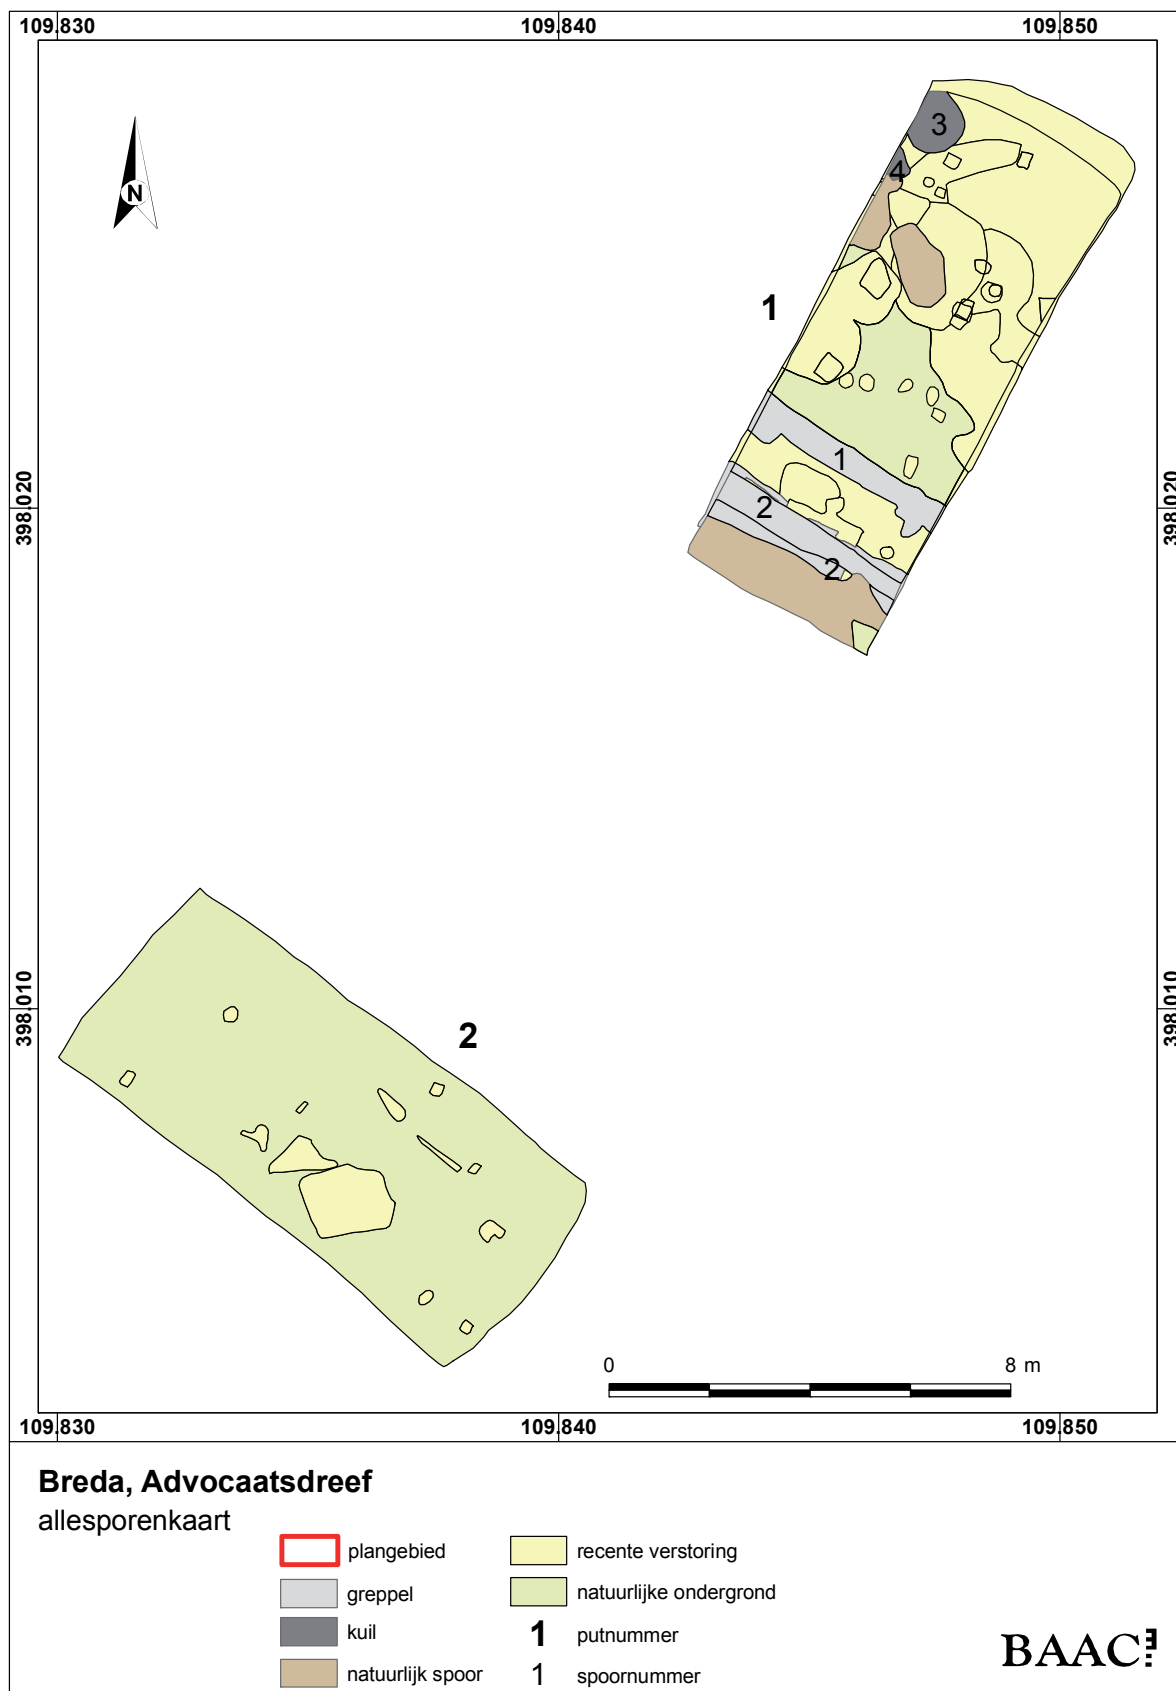 109.830 109.840 109.850
N
3
4
1
1
398.020 398.020
2
2
398.010 398.010
2
0 8 m
109.830 109.840 109.850
Breda, Advocaatsdreef
allesporenkaart
plangebied
greppel
kuil
natuurlijk spoor
recente verstoring
natuurlijke ondergrond
1 putnummer
1 spoornummer
BAAC